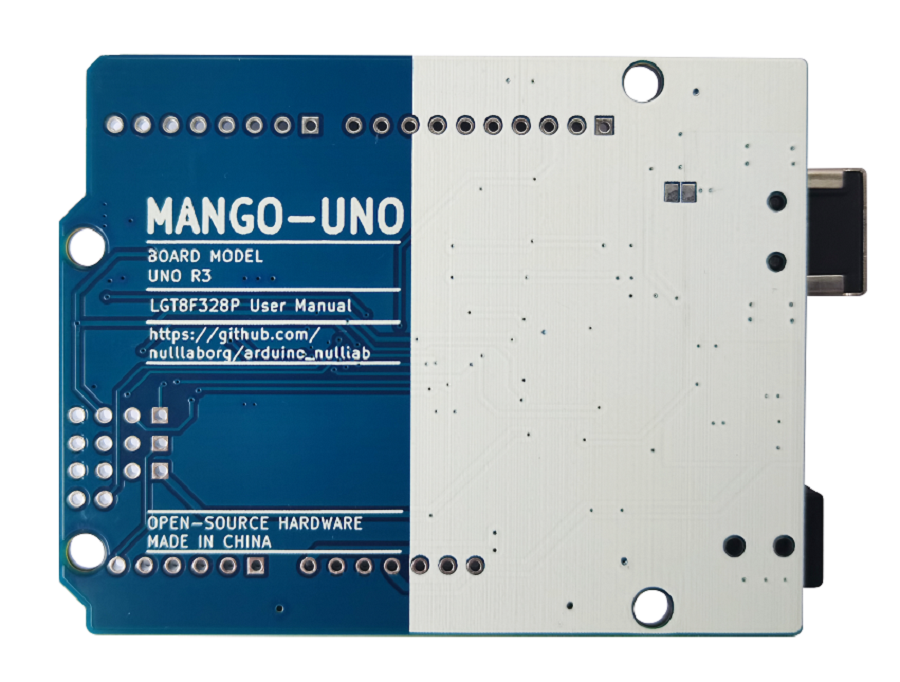 MANGO-UNO
BOARD MODEL
UNO R3
LGT8F328P User Manual
https://github.com/
nulllaborg/arduino_nulllab
OPEN-SOURCE HARDWARE
MADE IN CHINA